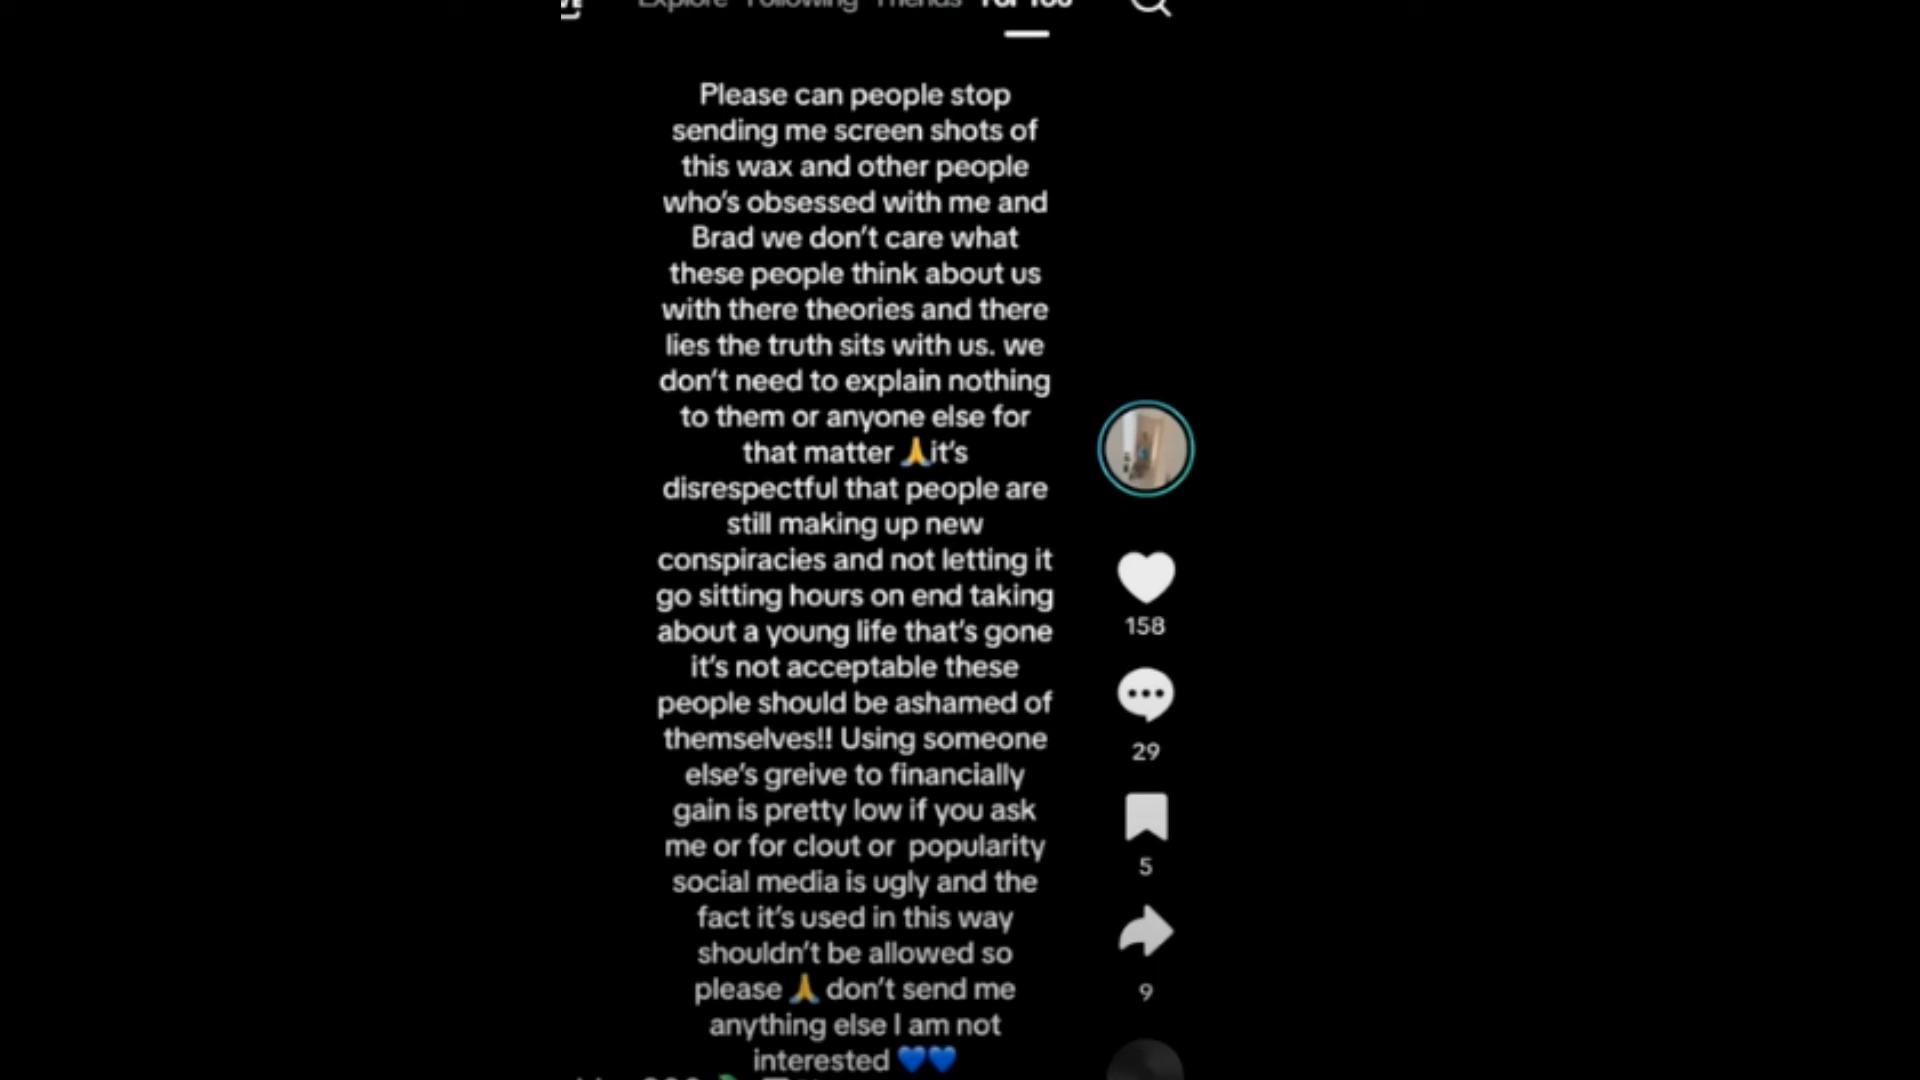 Explore Following Friends For You
Please can people stop
sending me screen shots of
this wax and other people
who's obsessed with me and
Brad we don't care what
these people think about us
with there theories and there
lies the truth sits with us. we
don't need to explain nothing
to them or anyone else for
that matter 🙏it's
disrespectful that people are
still making up new
conspiracies and not letting it
go sitting hours on end taking
about a young life that's gone
it's not acceptable these
people should be ashamed of
themselves!! Using someone
else's greive to financially
gain is pretty low if you ask
me or for clout or popularity
social media is ugly and the
fact it's used in this way
shouldn't be allowed so
please 🙏 don't send me
anything else I am not
interested 💙💙
158
29
5
9